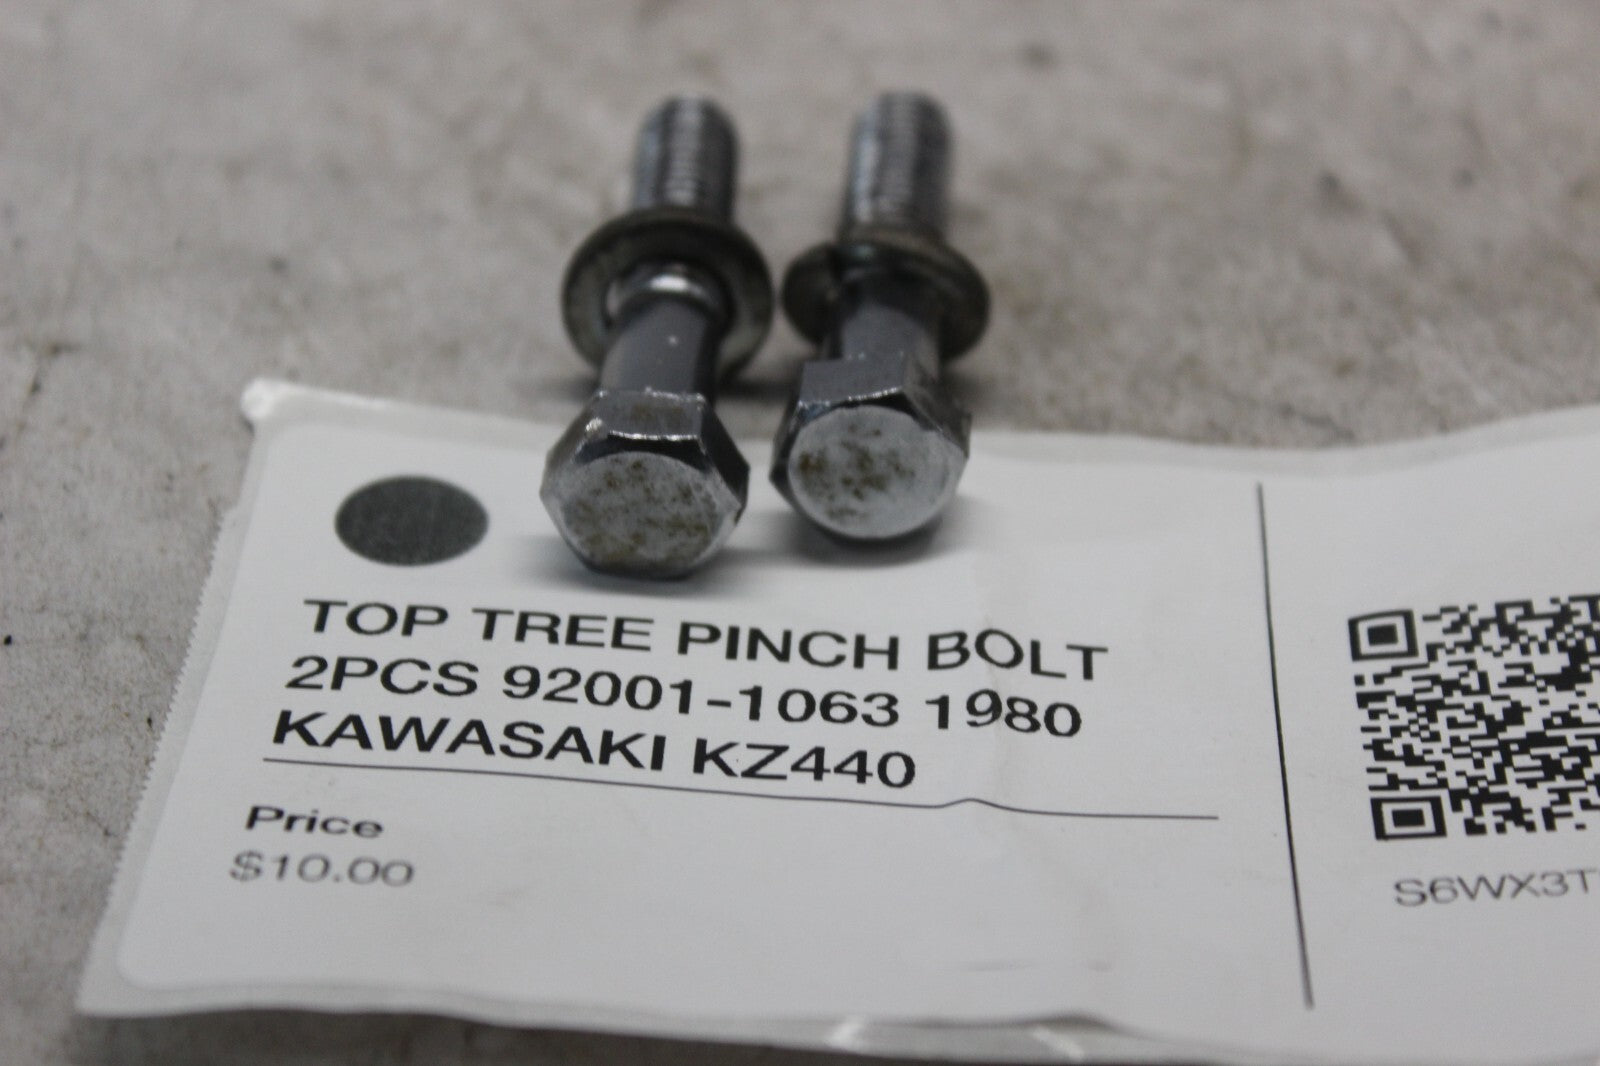 TOP TREE PINCH BOLT
2PCS 92001-1063 1980
KAWASAKI KZ440
Price
$10.00
S6WX3T